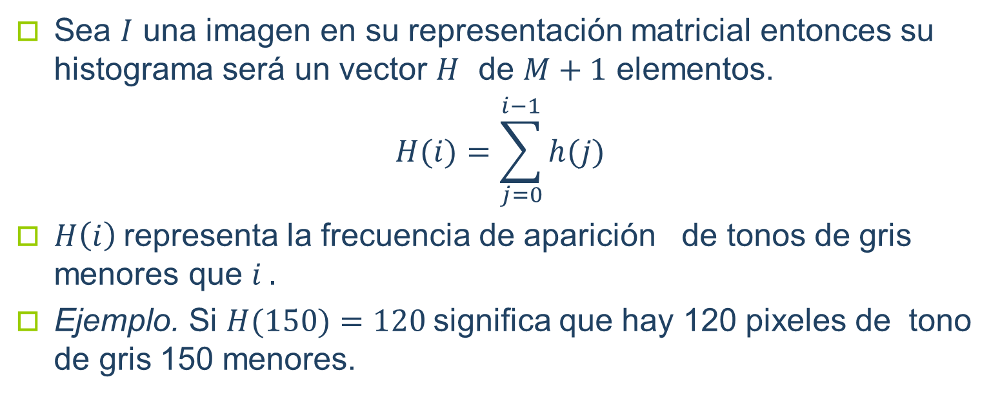 Sea I una imagen en su representación matricial entonces su
histograma será un vector H de M + 1 elementos.
H(i) = \sum_{j=0}^{i-1} h(j)
H(i) representa la frecuencia de aparición de tonos de gris
menores que i .
Ejemplo. Si H(150) = 120 significa que hay 120 pixeles de tono
de gris 150 menores.